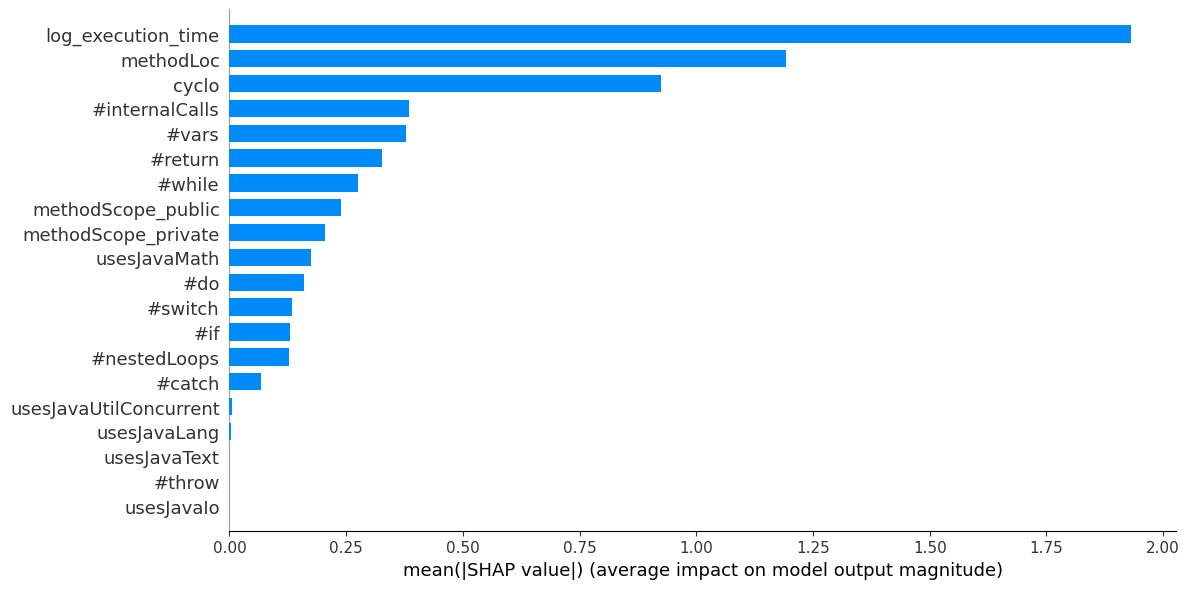 log_execution_time
methodLoc
cyclo
#internalCalls
#vars
#return
#while
methodScope_public
methodScope_private
usesJavaMath
#do
#switch
#if
#nestedLoops
#catch
usesJavaUtilConcurrent
usesJavaLang
usesJavaText
#throw
usesJavaIo
0.00 0.25 0.50 0.75 1.00 1.25 1.50 1.75 2.00
mean(|SHAP value|) (average impact on model output magnitude)